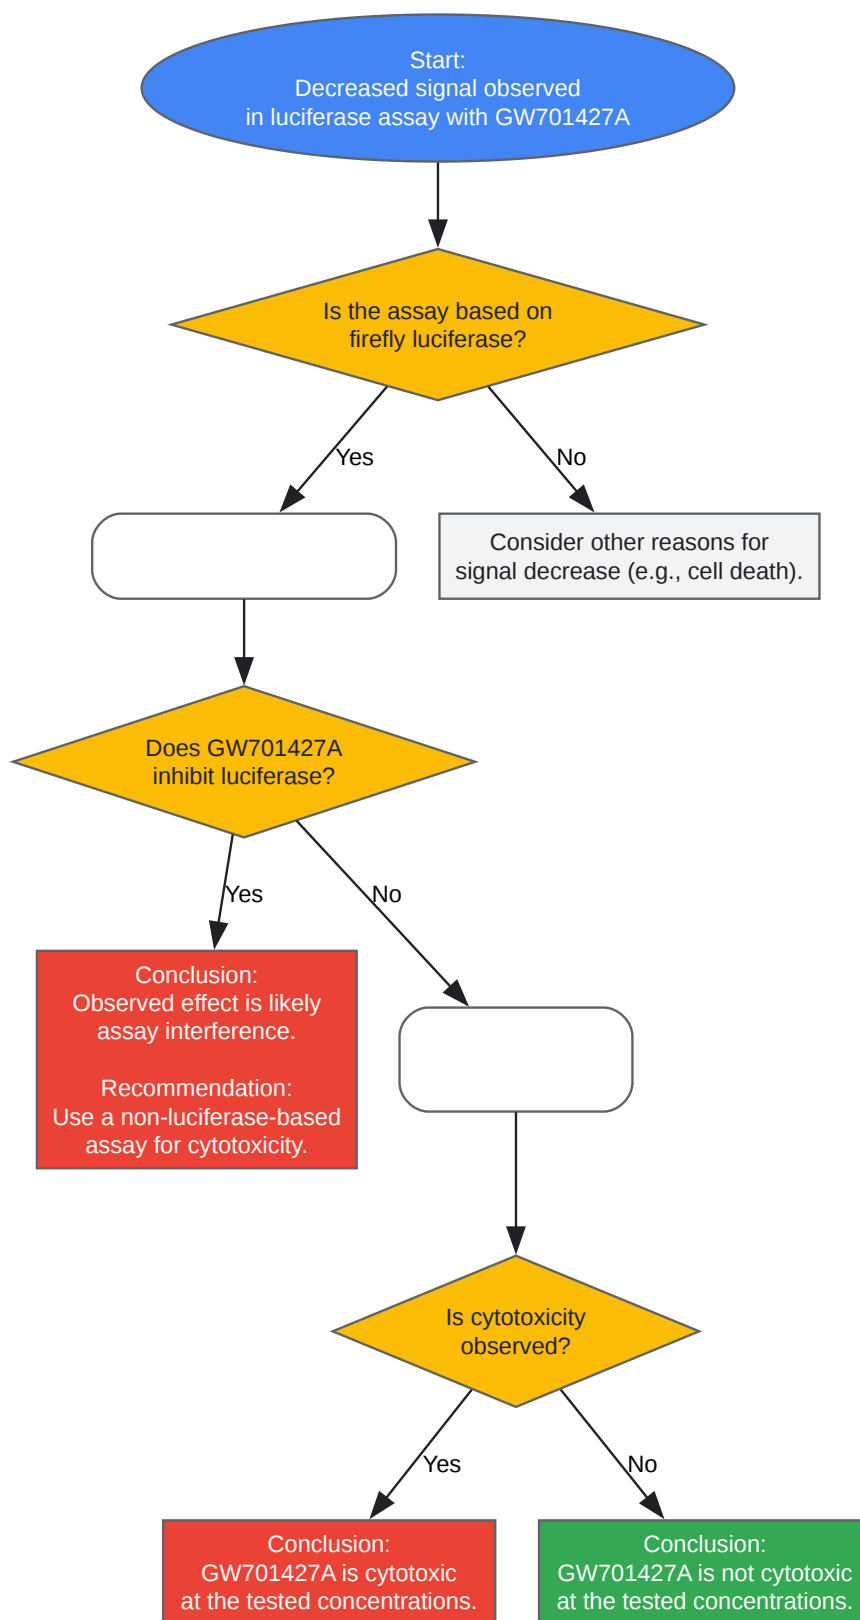 Start:
Decreased signal observed
in luciferase assay with GW701427A
Is the assay based on
firefly luciferase?
Yes
No
Consider other reasons for
signal decrease (e.g., cell death).
Does GW701427A
inhibit luciferase?
Yes
No
Conclusion:
Observed effect is likely
assay interference.
Recommendation:
Use a non-luciferase-based
assay for cytotoxicity.
Is cytotoxicity
observed?
Yes
No
Conclusion:
GW701427A is cytotoxic
at the tested concentrations.
Conclusion:
GW701427A is not cytotoxic
at the tested concentrations.